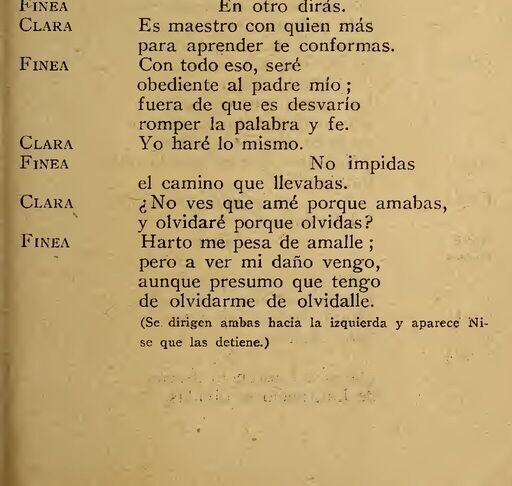 FINEA En otro dirás.
CLARA Es maestro con quien más
para aprender te conformas.
FINEA Con todo eso, seré
obediente al padre mío ;
fuera de que es desvarío
romper la palabra y fe.
CLARA Yo haré lo mismo.
FINEA No impidas
el camino que llevabas.
CLARA ¿No ves que amé porque amabas,
y olvidaré porque olvidas?
FINEA Harto me pesa de amalle ;
pero a ver mi daño vengo,
aunque presumo que tengo
de olvidarme de olvidalle.
(Se dirigen ambas hacia la izquierda y aparece Ni-
se que las detiene.)